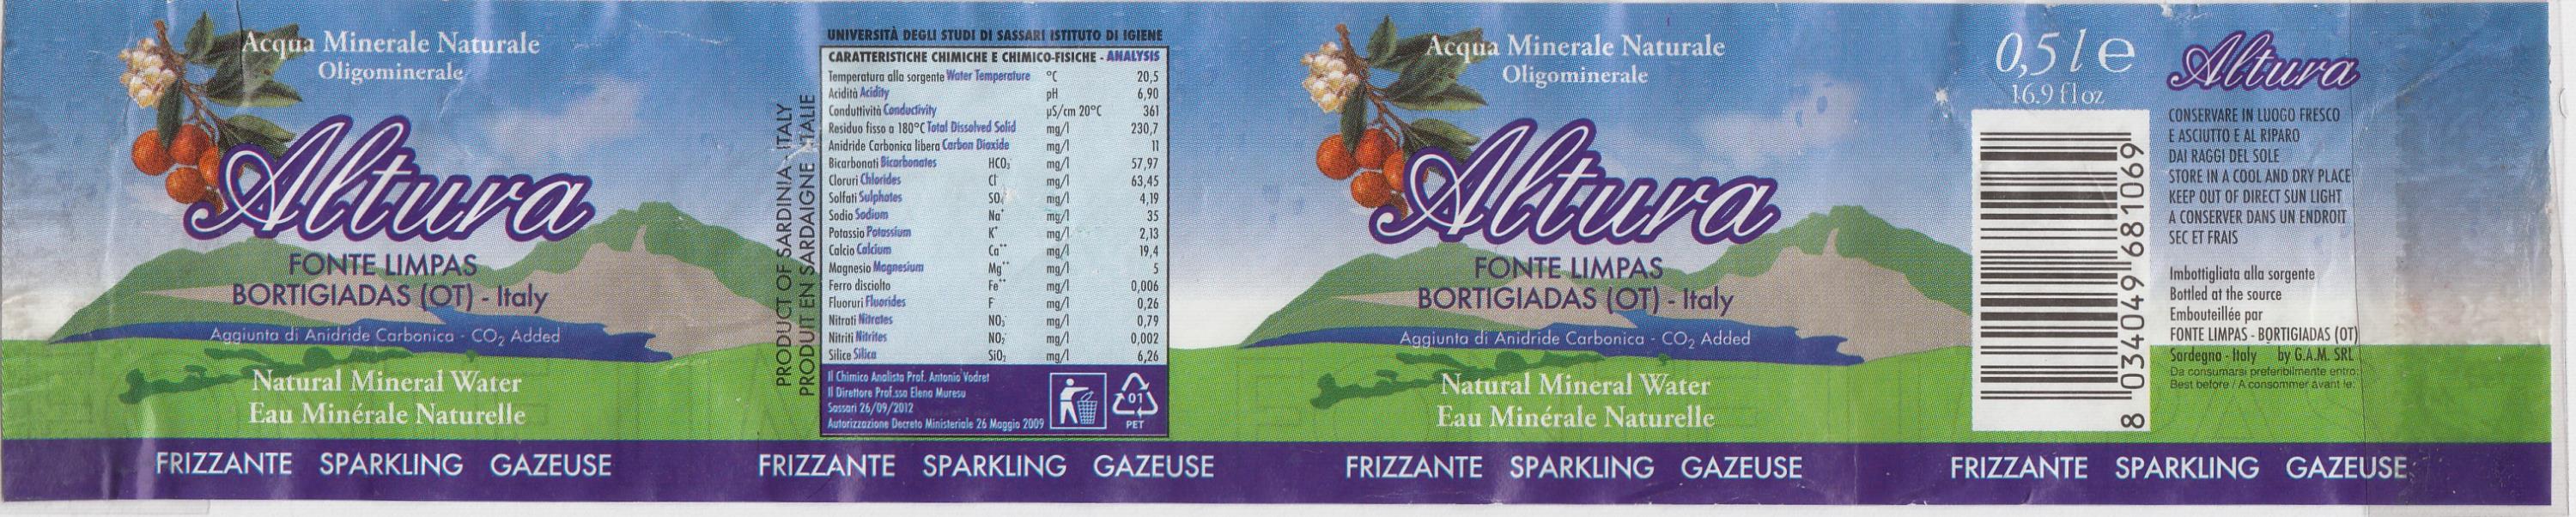 Acqua Minerale Naturale
Oligominerale
Altura
FONTE LIMPAS
BORTIGIADAS (OT) - Italy
Aggiunta di Anidride Carbonica - CO₂ Added
Natural Mineral Water
Eau Minérale Naturelle
FRIZZANTE SPARKLING GAZEUSE
PRODUCT OF SARDINIA - ITALY
PRODUIT EN SARDAIGNE - ITALIE
UNIVERSITÀ DEGLI STUDI DI SASSARI ISTITUTO DI IGIENE
CARATTERISTICHE CHIMICHE E CHIMICO-FISICHE - ANALYSIS
Temperatura alla sorgente Water Temperature °C 20,5
Acidità Acidity pH 6,90
Conduttività Conductivity µS/cm 20°C 361
Residuo fisso a 180°C Total Dissolved Solid mg/l 230,7
Anidride Carbonica libera Carbon Dioxide mg/l 11
Bicarbonati Bicarbonates HCO₃⁻ mg/l 57,97
Cloruri Chlorides Cl⁻ mg/l 63,45
Solfati Sulphates SO₄ mg/l 4,19
Sodio Sodium Na⁺ mg/l 35
Potassio Potassium K⁺ mg/l 2,13
Calcio Calcium Ca⁺⁺ mg/l 19,4
Magnesio Magnesium Mg⁺⁺ mg/l 5
Ferro disciolto Fe⁺⁺ mg/l 0,006
Fluoruri Fluorides F⁻ mg/l 0,26
Nitrati Nitrates NO₃⁻ mg/l 0,79
Nitriti Nitrites NO₂⁻ mg/l 0,002
Silice Silica SiO₂ mg/l 6,26
Il Chimico Analista Prof. Antonio Vodret
Il Direttore Prof.ssa Elena Muresu
Sassari 26/09/2012
Autorizzazione Decreto Ministeriale 26 Maggio 2009
01
PET
FRIZZANTE SPARKLING GAZEUSE
Acqua Minerale Naturale
Oligominerale
Altura
FONTE LIMPAS
BORTIGIADAS (OT) - Italy
Aggiunta di Anidride Carbonica - CO₂ Added
Natural Mineral Water
Eau Minérale Naturelle
FRIZZANTE SPARKLING GAZEUSE
0,5 l e
16.9 fl oz
8 034049 681069
Altura
CONSERVARE IN LUOGO FRESCO
E ASCIUTTO E AL RIPARO
DAI RAGGI DEL SOLE
STORE IN A COOL AND DRY PLACE
KEEP OUT OF DIRECT SUN LIGHT
A CONSERVER DANS UN ENDROIT
SEC ET FRAIS
Imbottigliata alla sorgente
Bottled at the source
Embouteillée par
FONTE LIMPAS - BORTIGIADAS (OT)
Sardegna - Italy by G.A.M. SRL
Da consumarsi preferibilmente entro:
Best before / A consommer avant le:
FRIZZANTE SPARKLING GAZEUSE